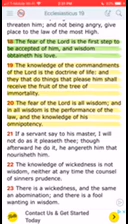 Ecclesiasticus 19
threaten him; and not being angry, give
place to the law of the most High.
18 The fear of the Lord is the first step to
be accepted of him, and wisdom
obtaineth his love.
19 The knowledge of the commandments
of the Lord is the doctrine of life: and
they that do things that please him shall
receive the fruit of the tree of
immortality.
20 The fear of the Lord is all wisdom; and
in all wisdom is the performance of the
law, and the knowledge of his
omnipotency.
21 If a servant say to his master, I will
not do as it pleaseth thee; though
afterward he do it, he angereth him that
nourisheth him.
22 The knowledge of wickedness is not
wisdom, neither at any time the counsel
of sinners prudence.
23 There is a wickedness, and the same
an abomination; and there is a fool
wanting in wisdom.
Contact Us & Get Started
Today